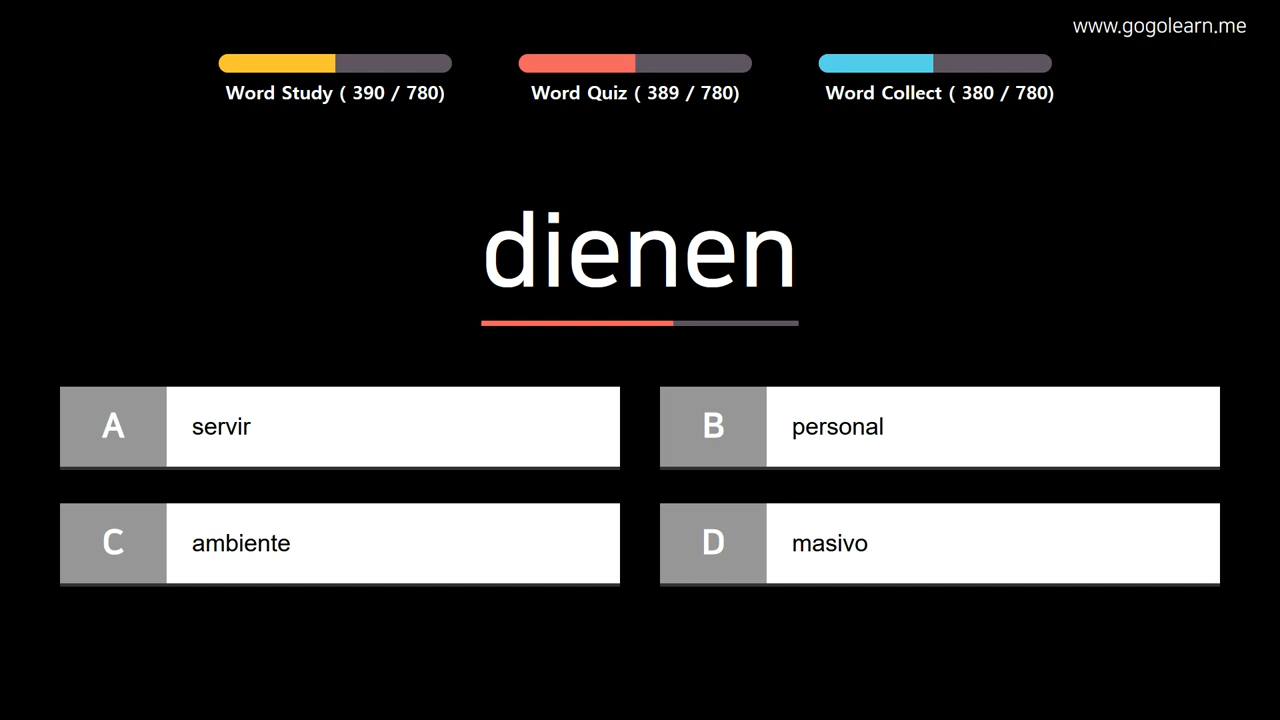 www.gogolearn.me
Word Study ( 390 / 780)
Word Quiz ( 389 / 780)
Word Collect ( 380 / 780)
dienen
A
servir
B
personal
C
ambiente
D
masivo